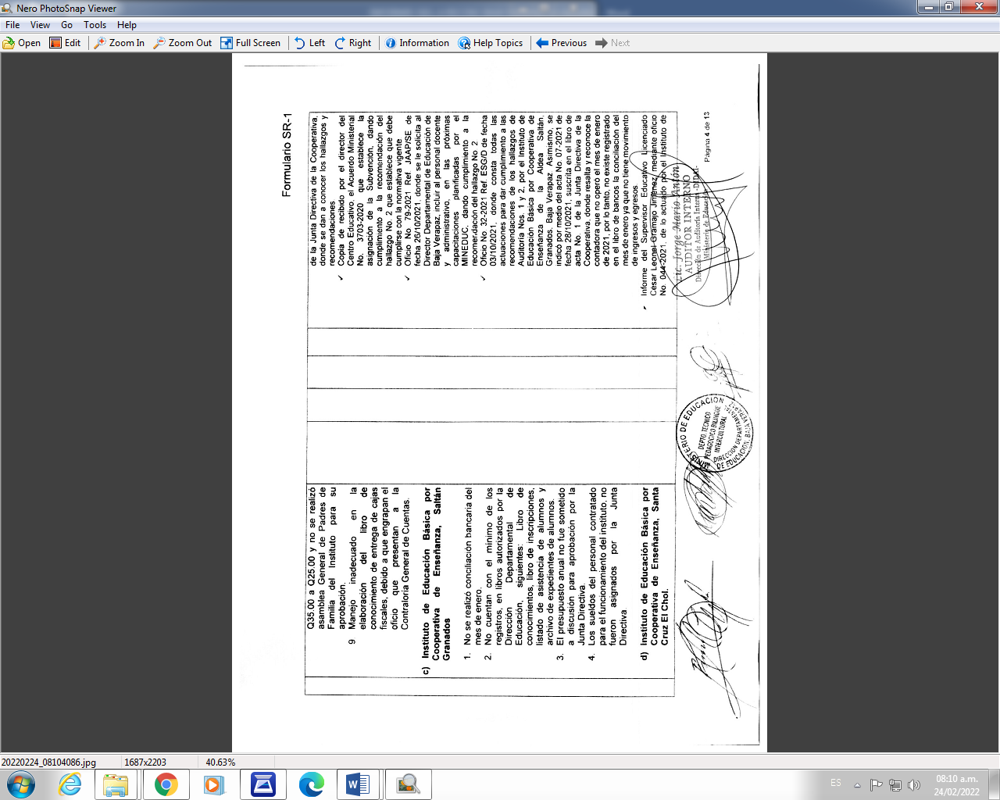 Nero PhotoSnap Viewer
File View Go Tools Help
Open Edit Zoom In Zoom Out Full Screen Left Right Information Help Topics Previous Next
Formulario SR-1
Q35.00 a Q25.00 y no se realizó
asamblea General de Padres de
Familia del Instituto para su
aprobación.
9 Manejo inadecuado en la
elaboración del libro de
conocimiento de entrega de cajas
fiscales, debido a que engrapan el
oficio que presentan a la
Contraloría General de Cuentas.
c) Instituto de Educación Básica por
Cooperativa de Enseñanza, Saltán
Granados
1. No se realizó conciliación bancaria del
mes de enero.
2. No cuentan con el mínimo de los
registros, en libros autorizados por la
Dirección Departamental de
Educación, siguientes: Libro de
conocimientos, libro de inscripciones,
listado de asistencia de alumnos y
archivo de expedientes de alumnos.
3. El presupuesto anual no fue sometido
a discusión para aprobación por la
Junta Directiva.
4. Los sueldos del personal contratado
para el funcionamiento del instituto, no
fueron asignados por la Junta
Directiva.
d) Instituto de Educación Básica por
Cooperativa de Enseñanza, Santa
Cruz El Chol.
de la Junta Directiva de la Cooperativa,
donde se dan a conocer los hallazgos y
recomendaciones.
✓ Copia de recibido por el director del
Centro Educativo, el Acuerdo Ministerial
No. 3703-2020 que establece la
asignación de la Subvención, dando
cumplimiento a la recomendación del
hallazgo No. 2 que establece que debe
cumplirse con la normativa vigente
✓ Oficio No 79-2021 Ref. JAAP/SE de
fecha 26/10/2021, donde se le solicita al
Director Departamental de Educación de
Baja Verapaz, incluir al personal docente
y administrativo, en las próximas
capacitaciones planificadas por el
MINEDUC, dando cumplimiento a la
recomendación del hallazgo No 2
✓ Oficio No. 32-2021 Ref. ESG/D de fecha
03/10/2021, donde consta todas las
actuaciones para dar cumplimiento a las
recomendaciones de los hallazgos de
Auditoría Nos. 1 y 2, por el Instituto de
Educación Básica por Cooperativa de
Enseñanza de la Aldea Saltán,
Granados, Baja Verapaz Asimismo, se
indicó por medio del acta No 07-2021 de
fecha 28/10/2021, suscrita en el libro de
acta No. 1 de la Junta Directiva de la
Cooperativa, donde resalta y reconoce la
contadora que no operó el mes de enero
de 2021, por lo tanto, no existe registrado
en el libro de bancos la conciliación del
mes de enero ya que no tiene movimiento
de ingresos y egresos
Informe del Supervisor Educativo Licenciado
César Leonel Gramajo Jiménez, mediante oficio
No. 044-2021, de lo actuado por el Instituto de
MINISTERIO DE EDUCACIÓN
DEPTO. TECNICO
PEDAGOGICO BILINGÜE
INTERCULTURAL
DIRECCIÓN DEPARTAMENTAL
DE EDUCACIÓN, BAJA VERAPAZ
Lic. Jorge Mario Antón
AUDITOR INTERNO
Dirección de Auditoría Interna -DIDAI-
Ministerio de Educación
Página 4 de 13
20220224_08104086.jpg 1687x2203 40.63%
ES 08:10 a.m.
24/02/2022